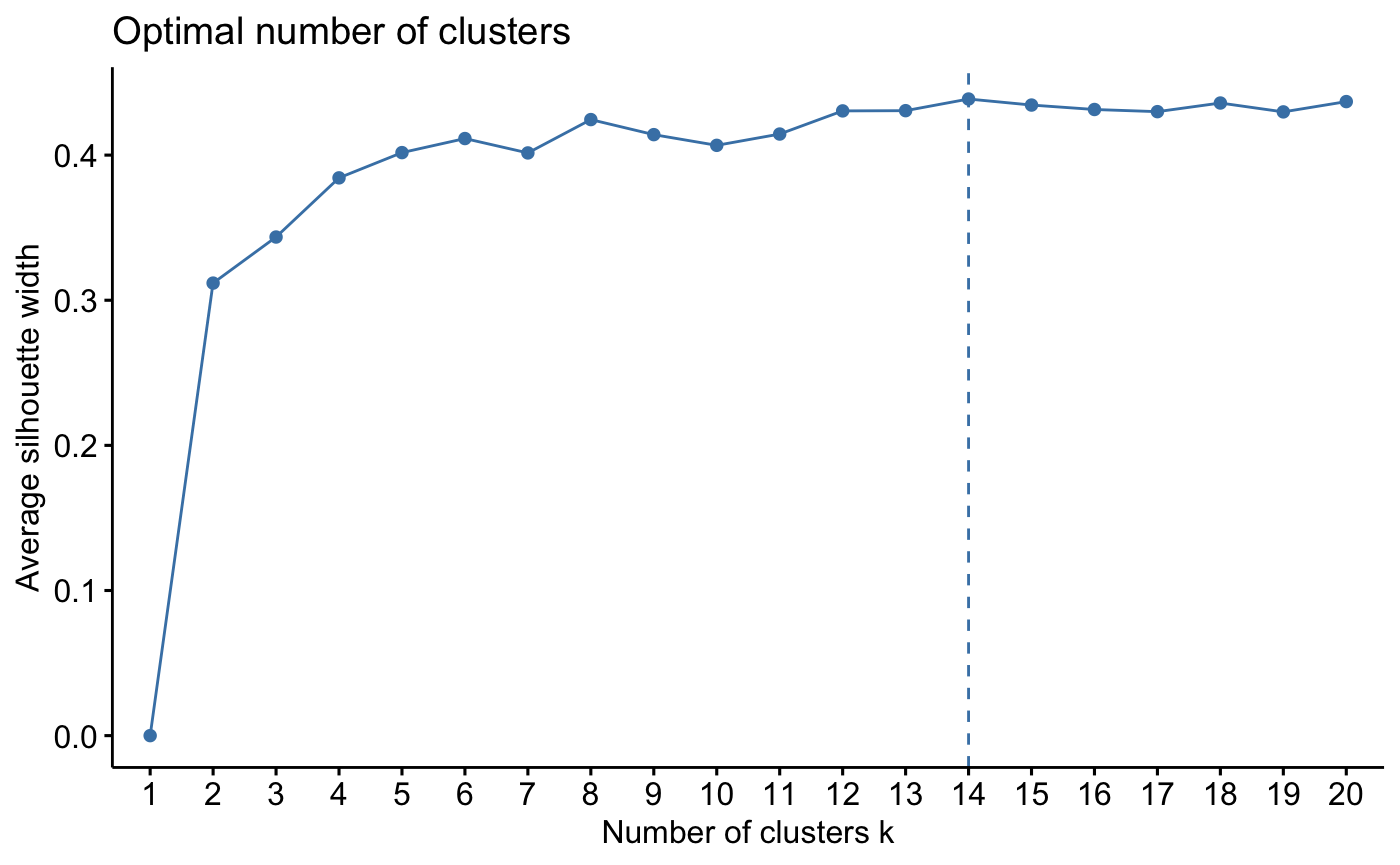 Optimal number of clusters
Average silhouette width
0.4
0.3
0.2
0.1
0.0
1 2 3 4 5 6 7 8 9 10 11 12 13 14 15 16 17 18 19 20
Number of clusters k